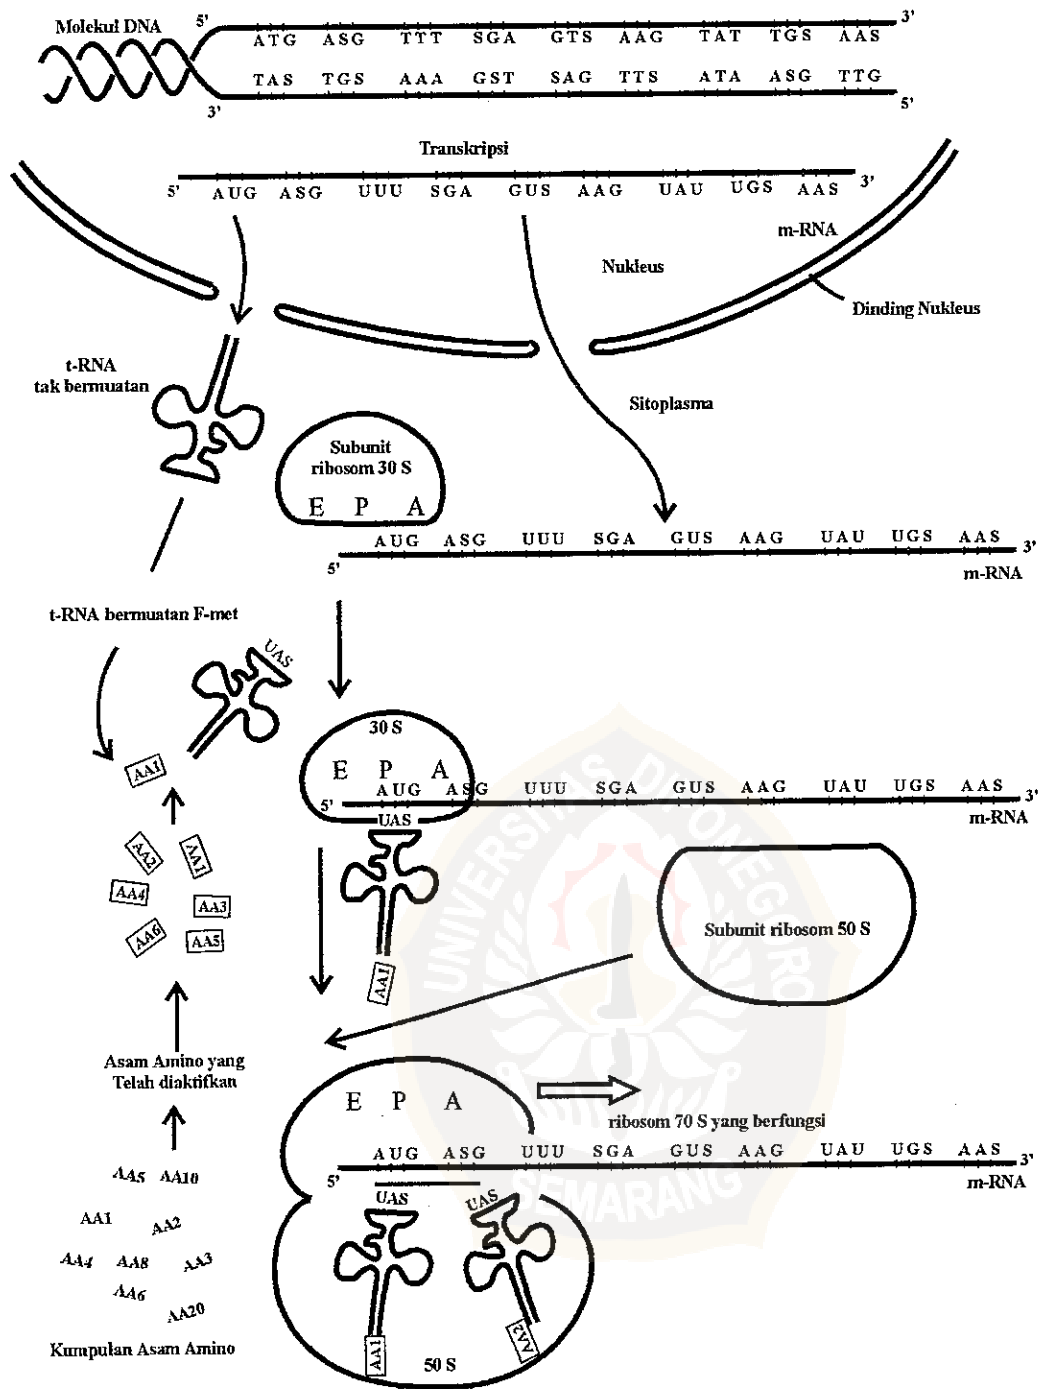 Molekul DNA
5'
3'
ATG ASG TTT SGA GTS AAG TAT TGS AAS
TAS TGS AAA GST SAG TTS ATA ASG TTG
3'
5'
Transkripsi
5'
3'
AUG ASG UUU SGA GUS AAG UAU UGS AAS
m-RNA
Nukleus
Dinding Nukleus
t-RNA
tak bermuatan
Sitoplasma
Subunit
ribosom 30 S
E P A
AUG ASG UUU SGA GUS AAG UAU UGS AAS
5'
3'
m-RNA
t-RNA bermuatan F-met
UAS
AA1
30 S
E P A
AUG ASG UUU SGA GUS AAG UAU UGS AAS
5'
3'
m-RNA
UAS
AA1
AA2
AA1
AA4
AA3
AA6
AA5
Subunit ribosom 50 S
UNIVERSITAS DIPONEGORO
SEMARANG
Asam Amino yang
Telah diaktifkan
E P A
ribosom 70 S yang berfungsi
AUG ASG UUU SGA GUS AAG UAU UGS AAS
5'
3'
m-RNA
UAS
UAS
AA1
AA2
50 S
AA5 AA10
AA1 AA2
AA4 AA8 AA3
AA6
AA20
Kumpulan Asam Amino